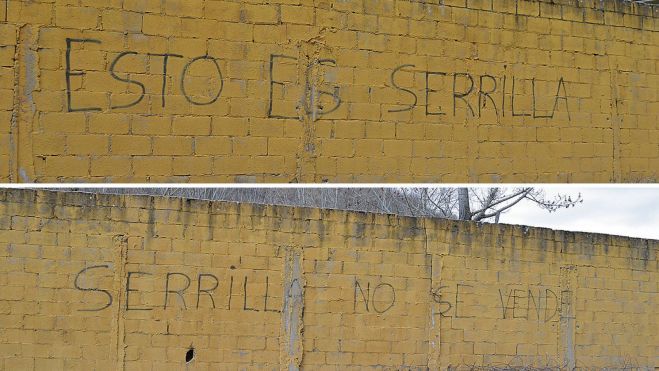 ESTO ES SERRILLA
SERRILLA NO SE VENDE